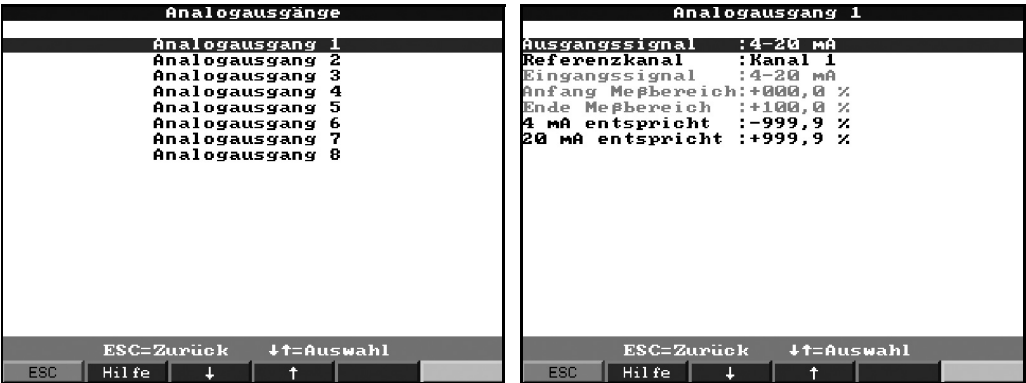 Analogausgänge
Analogausgang 1
Analogausgang 2
Analogausgang 3
Analogausgang 4
Analogausgang 5
Analogausgang 6
Analogausgang 7
Analogausgang 8
ESC=Zurück ↓↑=Auswahl
ESC Hilfe ↓ ↑
Analogausgang 1
Ausgangssignal :4-20 mA
Referenzkanal :Kanal 1
Eingangssignal :4-20 mA
Anfang Meßbereich:+000,0 %
Ende Meßbereich :+100,0 %
4 mA entspricht :-999,9 %
20 mA entspricht :+999,9 %
ESC=Zurück ↓↑=Auswahl
ESC Hilfe ↓ ↑